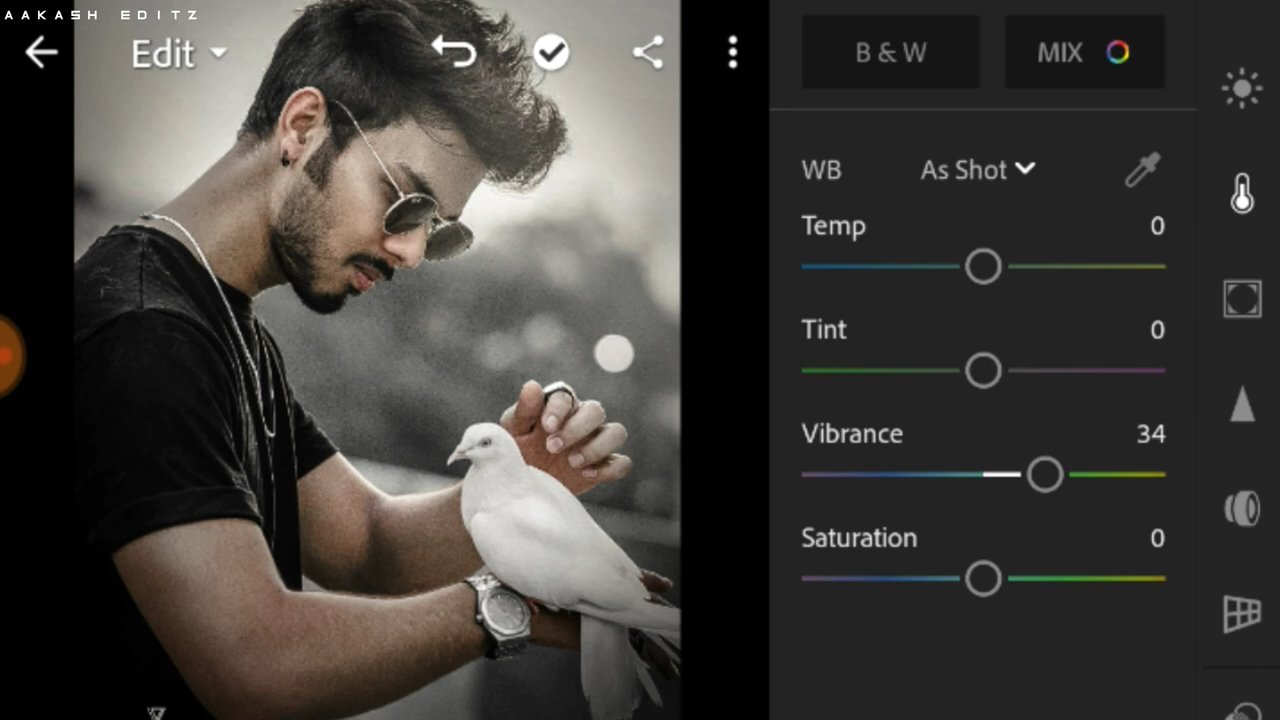 AAKASH EDITZ
Edit
B & W
MIX
WB
As Shot
Temp
0
Tint
0
Vibrance
34
Saturation
0